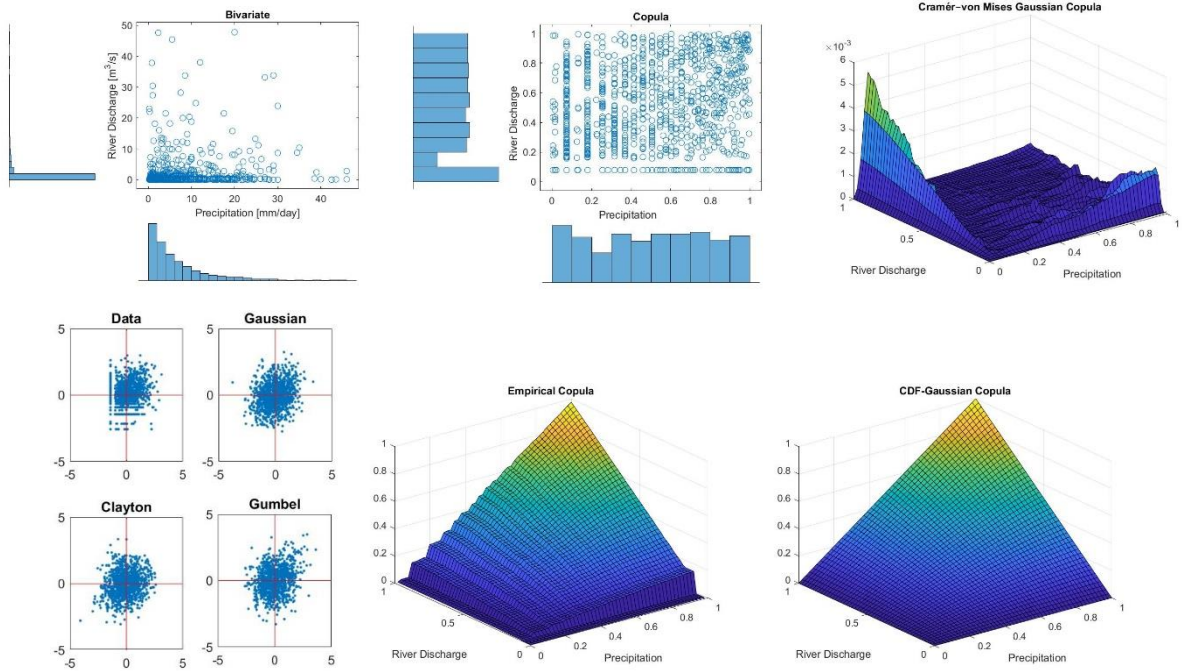 Bivariate
50
40
30
20
10
0
River Discharge [m³/s]
0 10 20 30 40
Precipitation [mm/day]
Copula
1
0.8
0.6
0.4
0.2
0
River Discharge
0 0.2 0.4 0.6 0.8 1
Precipitation
Cramér–von Mises Gaussian Copula
×10⁻³
6
5
4
3
2
1
0
1 0.5 0
River Discharge
0 0.2 0.4 0.6 0.8 1
Precipitation
Data
5
0
-5
-5 0 5
Gaussian
5
0
-5
-5 0 5
Clayton
5
0
-5
-5 0 5
Gumbel
5
0
-5
-5 0 5
Empirical Copula
1
0.8
0.6
0.4
0.2
0
1 0.5 0
River Discharge
0 0.2 0.4 0.6 0.8 1
Precipitation
CDF-Gaussian Copula
1
0.8
0.6
0.4
0.2
0
1 0.5 0
River Discharge
0 0.2 0.4 0.6 0.8 1
Precipitation